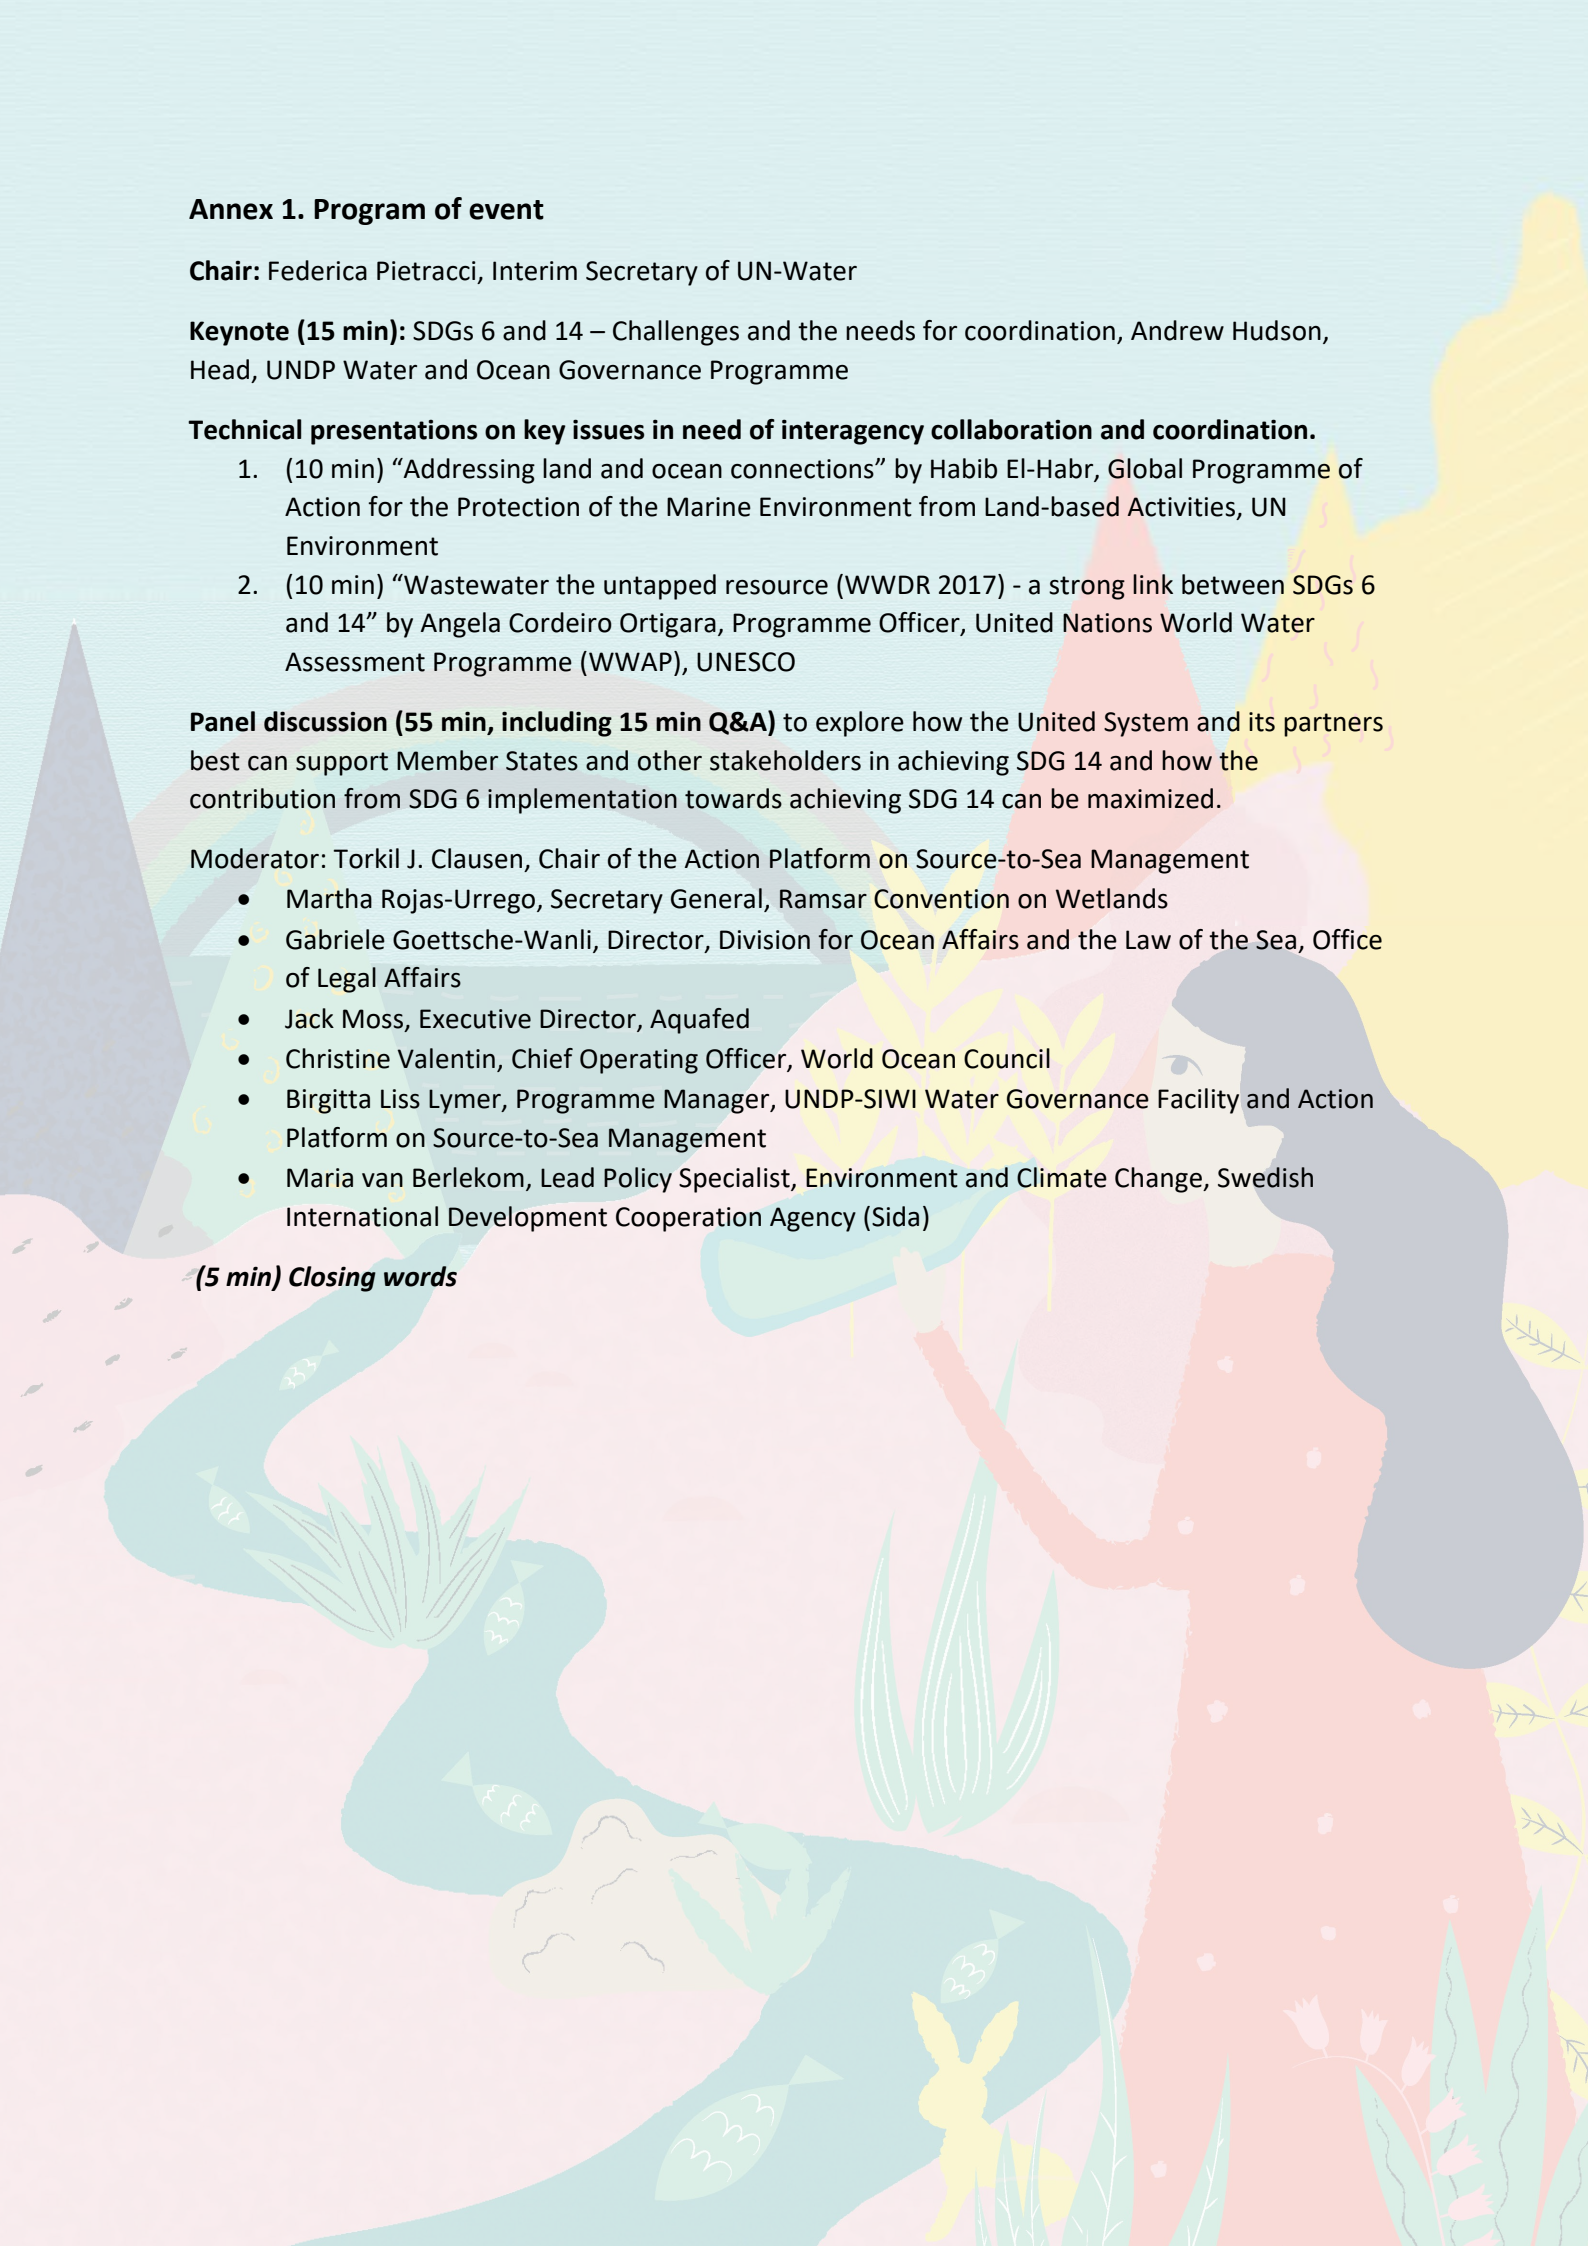 Annex 1. Program of event
Chair: Federica Pietracci, Interim Secretary of UN-Water
Keynote (15 min): SDGs 6 and 14 – Challenges and the needs for coordination, Andrew Hudson,
Head, UNDP Water and Ocean Governance Programme
Technical presentations on key issues in need of interagency collaboration and coordination.
1. (10 min) “Addressing land and ocean connections” by Habib El-Habr, Global Programme of
Action for the Protection of the Marine Environment from Land-based Activities, UN
Environment
2. (10 min) “Wastewater the untapped resource (WWDR 2017) - a strong link between SDGs 6
and 14” by Angela Cordeiro Ortigara, Programme Officer, United Nations World Water
Assessment Programme (WWAP), UNESCO
Panel discussion (55 min, including 15 min Q&A) to explore how the United System and its partners
best can support Member States and other stakeholders in achieving SDG 14 and how the
contribution from SDG 6 implementation towards achieving SDG 14 can be maximized.
Moderator: Torkil J. Clausen, Chair of the Action Platform on Source-to-Sea Management
• Martha Rojas-Urrego, Secretary General, Ramsar Convention on Wetlands
• Gabriele Goettsche-Wanli, Director, Division for Ocean Affairs and the Law of the Sea, Office
of Legal Affairs
• Jack Moss, Executive Director, Aquafed
• Christine Valentin, Chief Operating Officer, World Ocean Council
• Birgitta Liss Lymer, Programme Manager, UNDP-SIWI Water Governance Facility and Action
Platform on Source-to-Sea Management
• Maria van Berlekom, Lead Policy Specialist, Environment and Climate Change, Swedish
International Development Cooperation Agency (Sida)
(5 min) Closing words